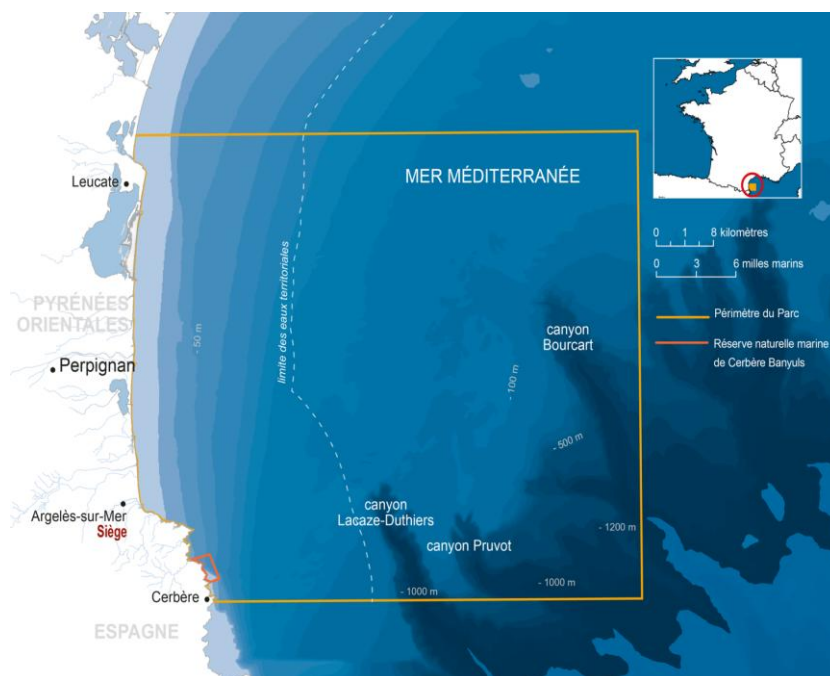 MER MÉDITERRANÉE
Leucate
limite des eaux territoriales
PYRÉNÉES
ORIENTALES
- 50 m
Perpignan
canyon
Bourcart
- 100 m
- 500 m
canyon
Lacaze-Duthiers
canyon Pruvot
- 1200 m
- 1000 m
- 1000 m
Argelès-sur-Mer
Siège
Cerbère
ESPAGNE
0 1 8 kilomètres
0 3 6 milles marins
Périmètre du Parc
Réserve naturelle marine
de Cerbère Banyuls